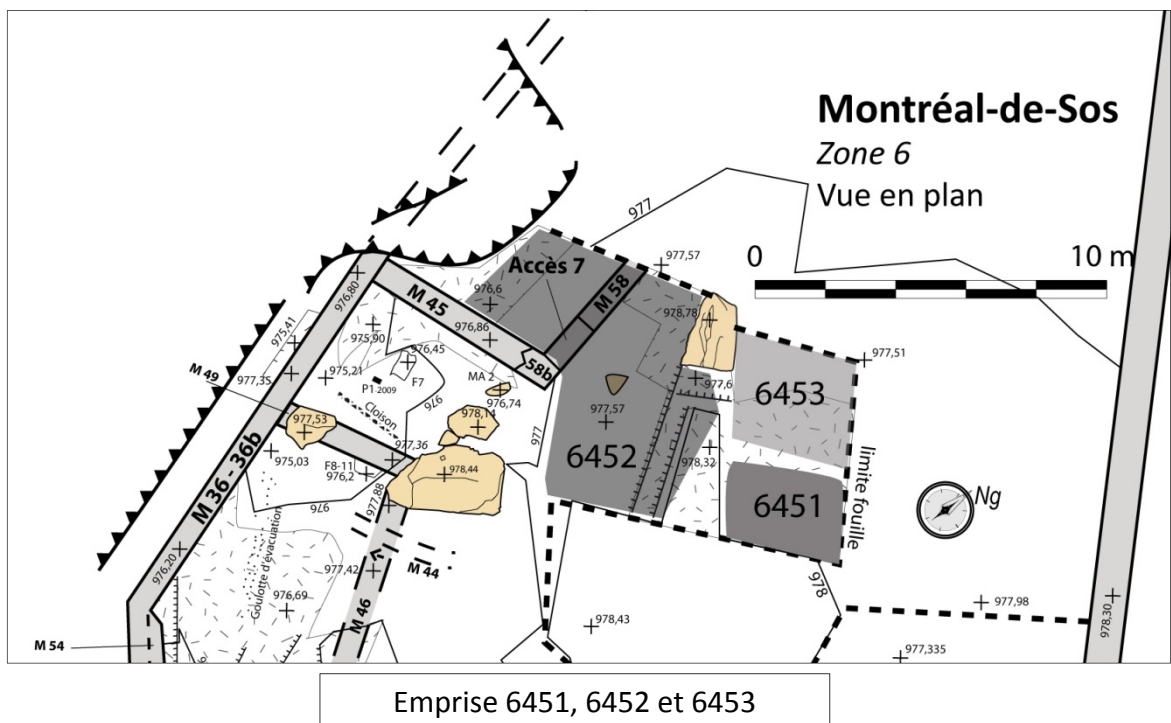 Montréal-de-Sos
Zone 6
Vue en plan
0 10 m
977
977,57
Accès 7
976,6
M 58
M 45
978,78
976,80
976,86
58b
975,41
975,90
976,45
977,51
M 49
977,35
975,21
P1 2009
F7
MA 2
977,6
6453
976,74
Cloison
976
977,53
978,14
977,57
977
977,36
6452
978,32
M 36 - 36b
975,03
F8-11
976,2
978,44
limite fouille
6451
Ng
976
977,88
Goulotte d'évacuation
976,20
M 44
977,42
978
976,69
M 46
978,43
977,98
978,30
M 54
977,335
Emprise 6451, 6452 et 6453